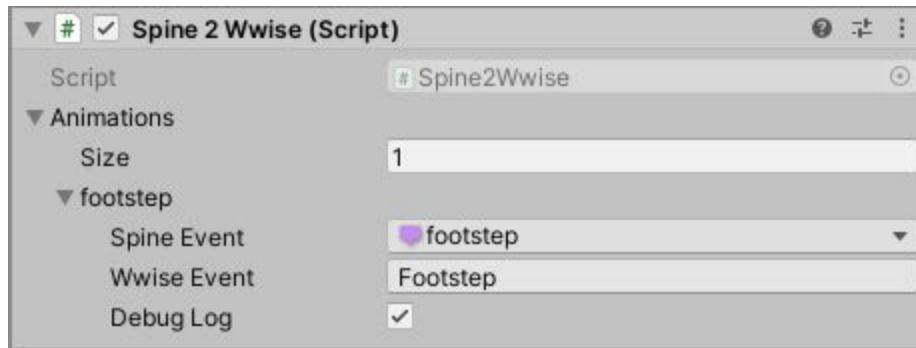 # Spine 2 Wwise (Script)
Script # Spine2Wwise
Animations
Size 1
footstep
Spine Event footstep
Wwise Event Footstep
Debug Log